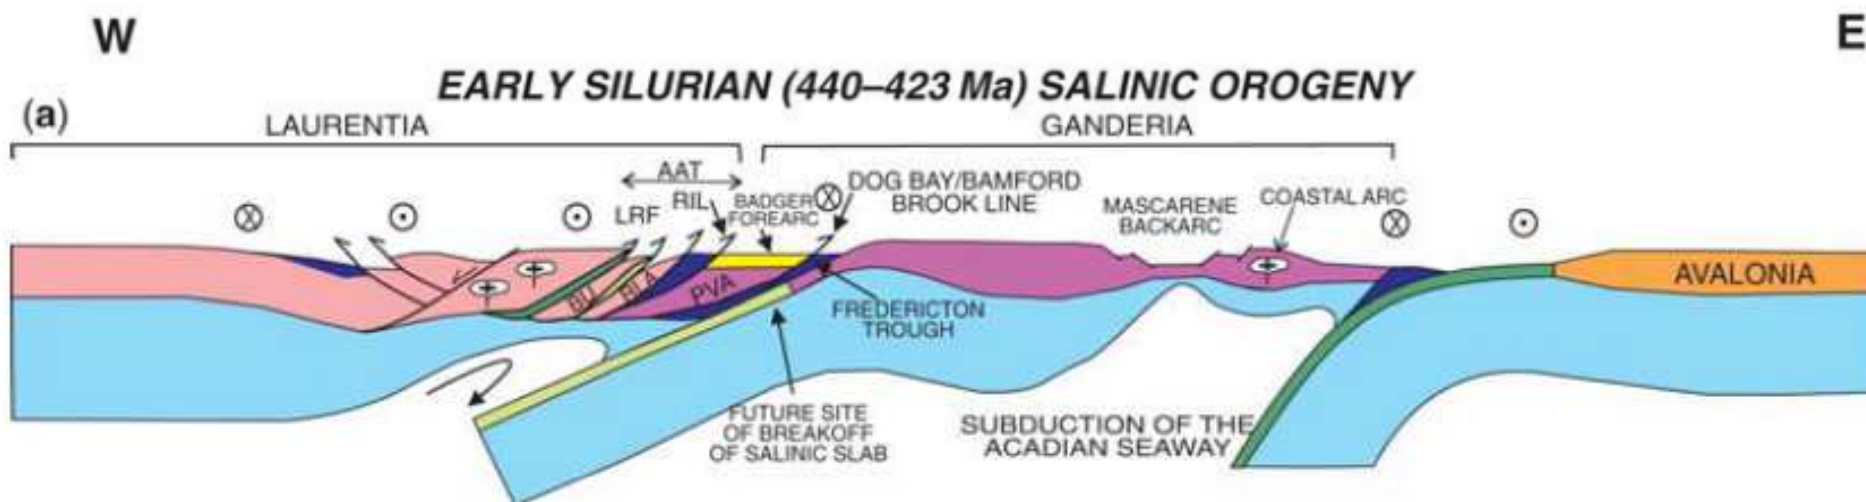 W
E
EARLY SILURIAN (440–423 Ma) SALINIC OROGENY
(a)
LAURENTIA
GANDERIA
AAT
RIL
LRF
BADGER
FOREARC
DOG BAY/BAMFORD
BROOK LINE
MASCARENE
BACKARC
COASTAL ARC
BU
PVA
AVALONIA
FREDERICTON
TROUGH
FUTURE SITE
OF BREAKOFF
OF SALINIC SLAB
SUBDUCTION OF THE
ACADIAN SEAWAY